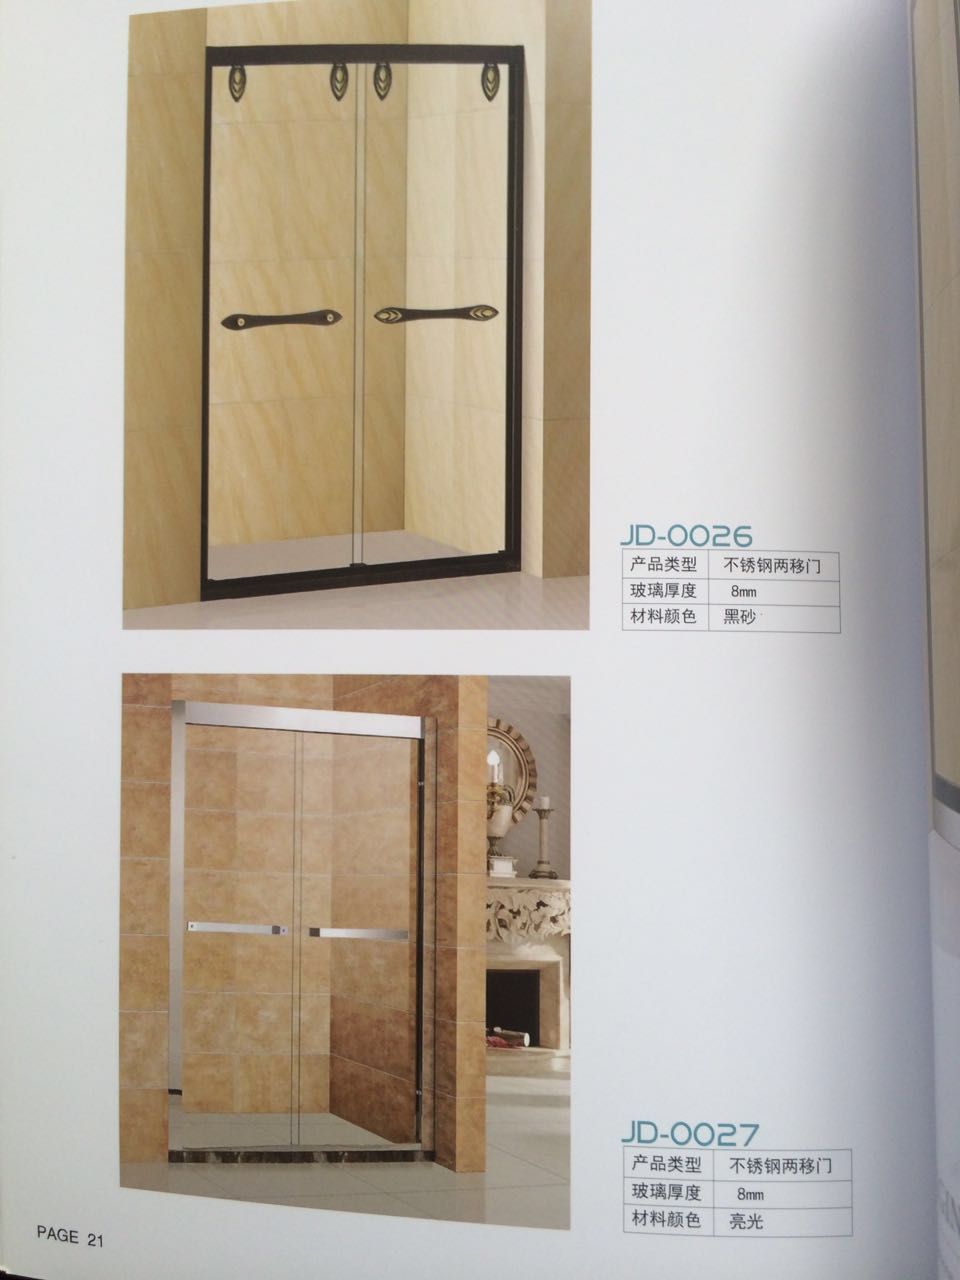 JD-0026
产品类型 不锈钢两移门
玻璃厚度 8mm
材料颜色 黑砂
JD-0027
产品类型 不锈钢两移门
玻璃厚度 8mm
材料颜色 亮光
PAGE 21